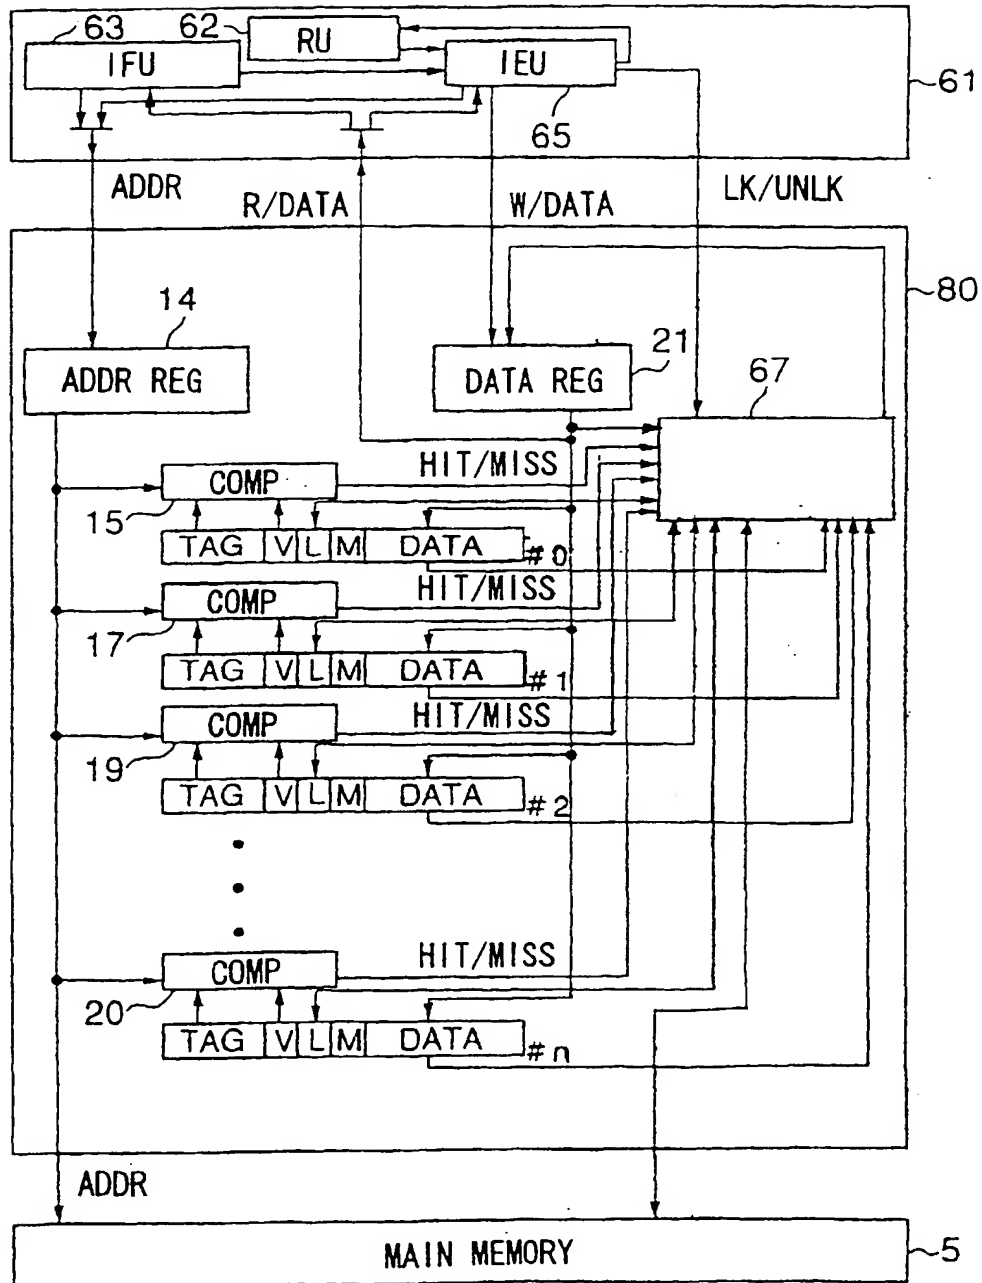 63
62
RU
IFU
IEU
61
65
ADDR
R/DATA
W/DATA
LK/UNLK
80
14
ADDR REG
21
DATA REG
67
HIT/MISS
COMP
15
TAG V L M DATA #0
HIT/MISS
COMP
17
TAG V L M DATA #1
HIT/MISS
COMP
19
TAG V L M DATA #2
HIT/MISS
COMP
20
TAG V L M DATA #n
ADDR
MAIN MEMORY
5